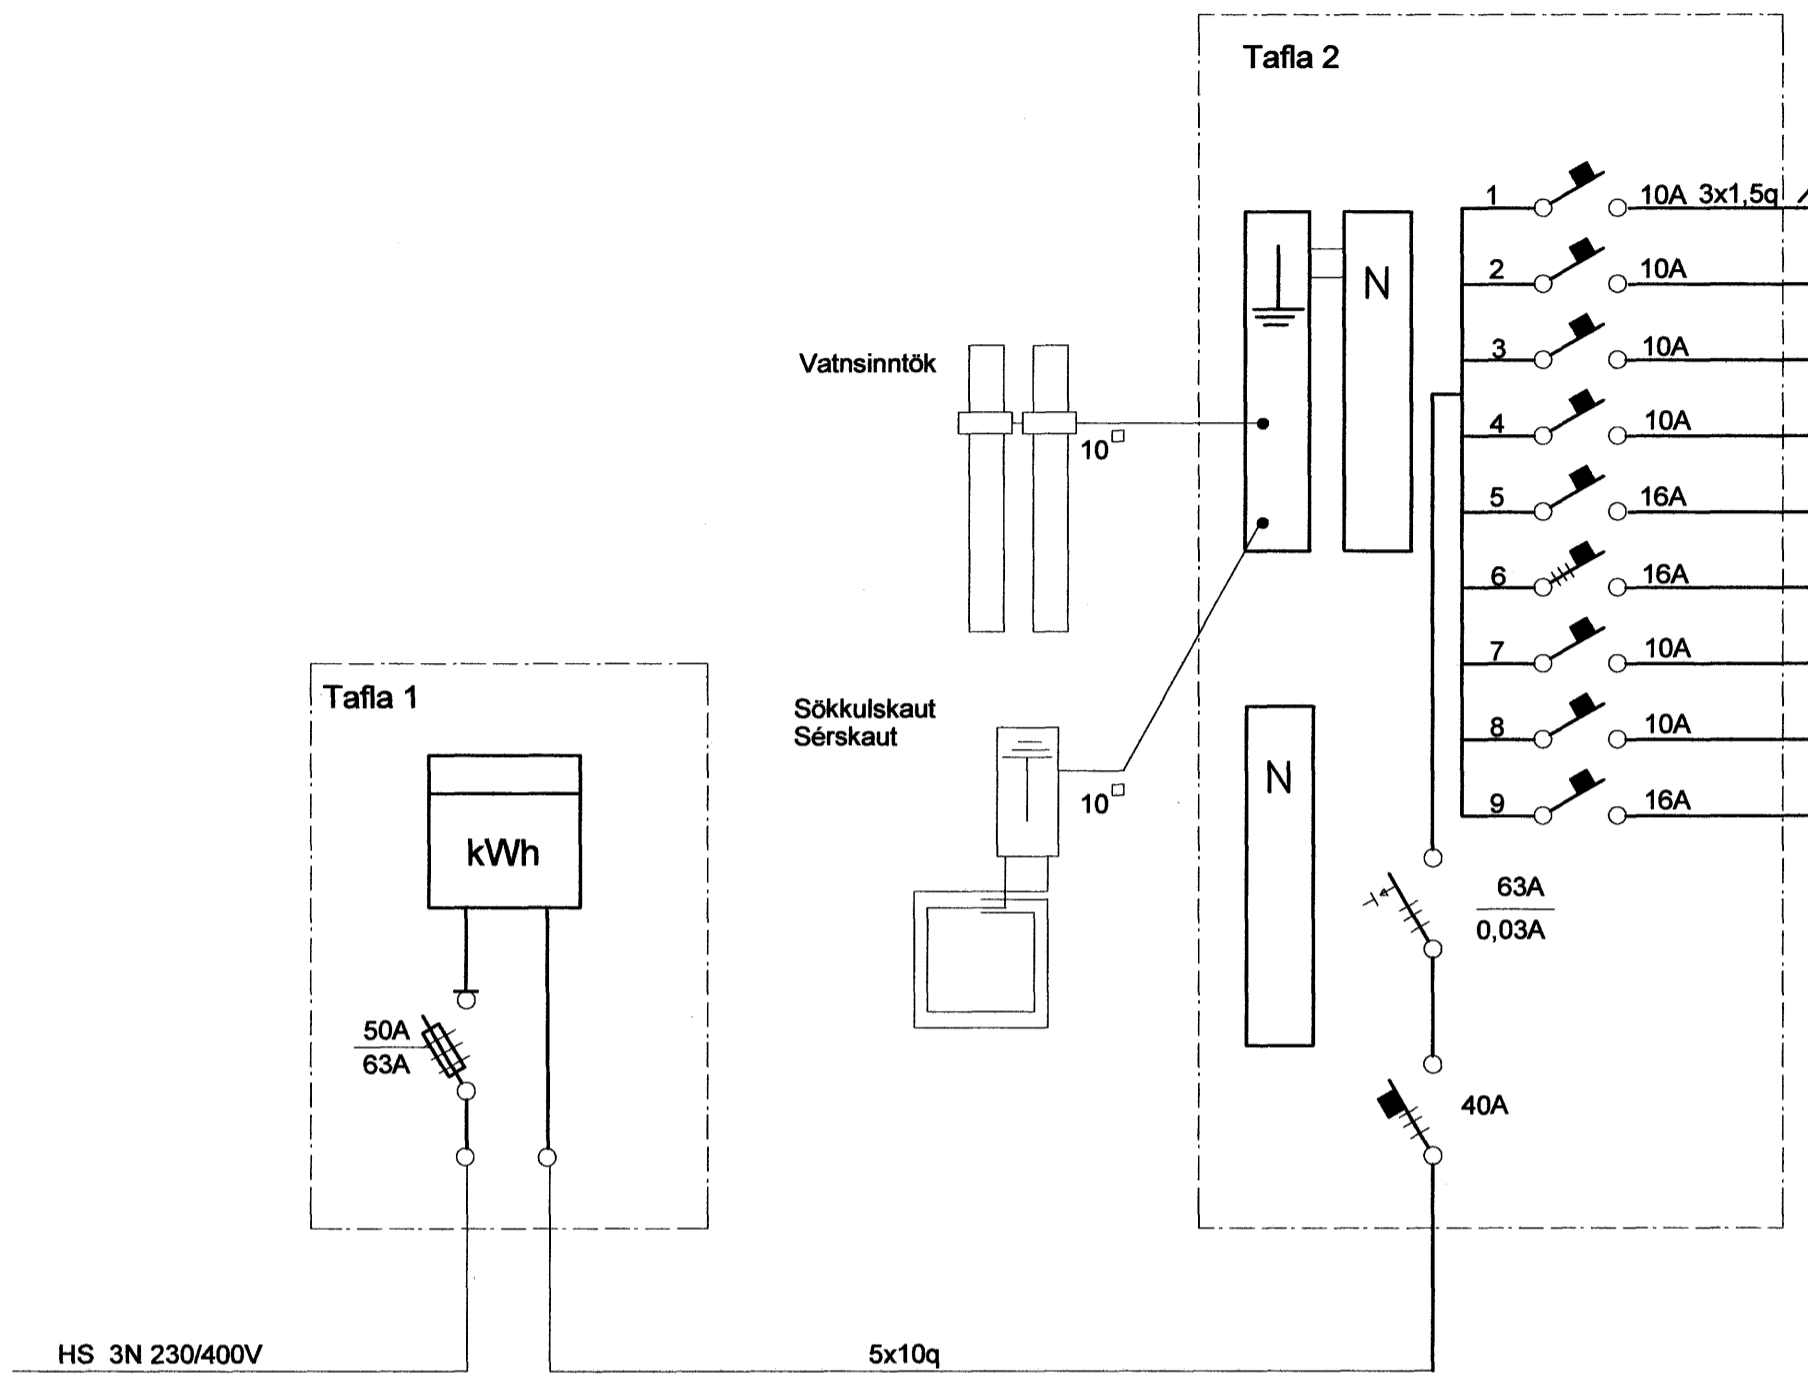 Tafla 2
1 10A 3x1,5q
2 10A
3 10A
4 10A
5 16A
6 16A
7 10A
8 10A
9 16A
N
Vatnsinntök
10□
Sökkulskaut
Sérskaut
10□
N
63A
0,03A
40A
Tafla 1
kWh
50A
63A
HS 3N 230/400V
5x10q